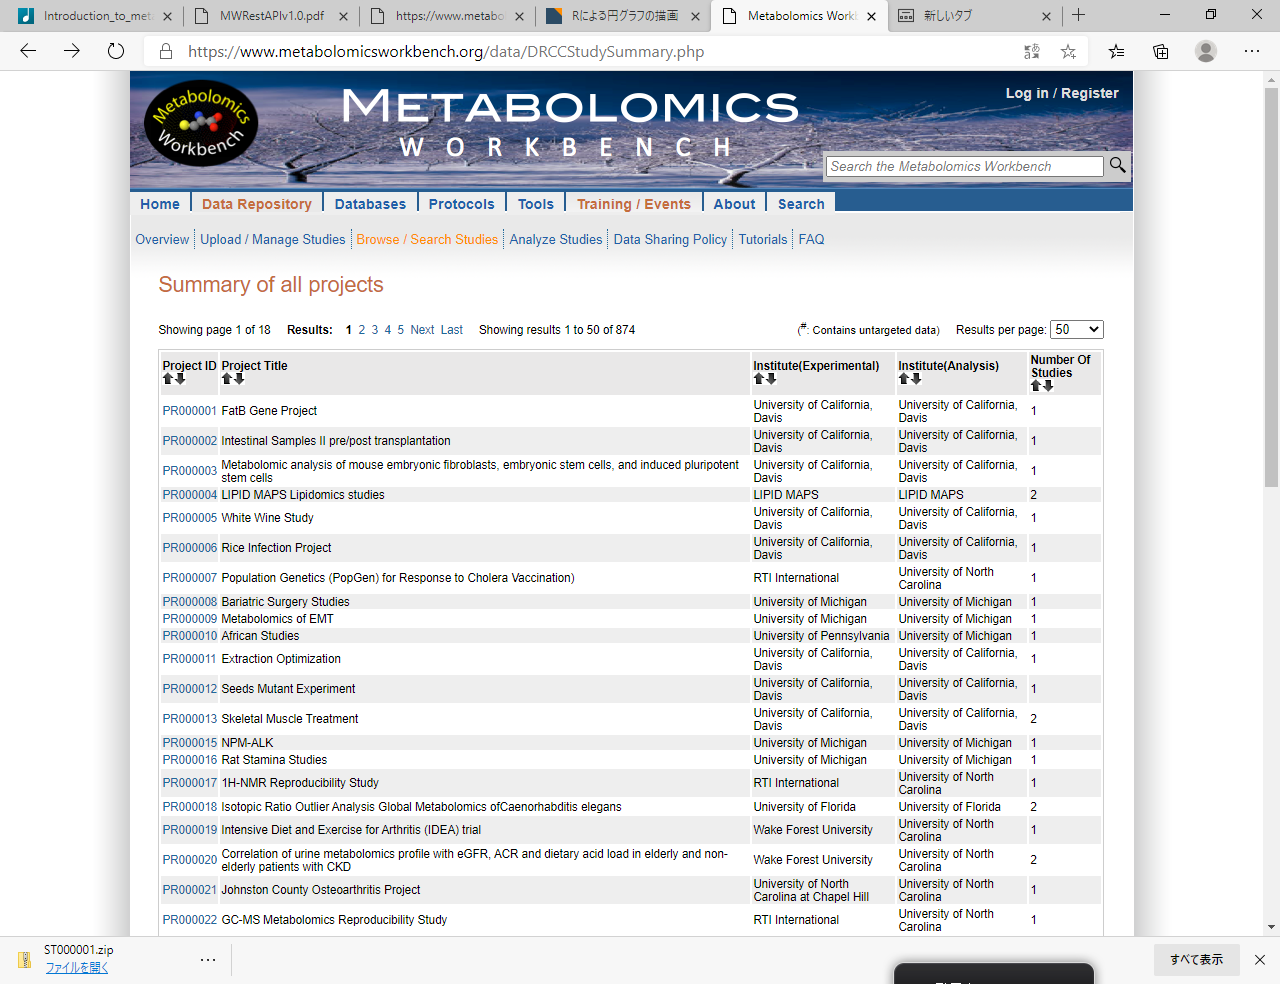 Introduction_to_meta
MWRestAPIv1.0.pdf
https://www.metabo
Rによる円グラフの描画
Metabolomics Work
新しいタブ
https://www.metabolomicsworkbench.org/data/DRCCStudySummary.php
Metabolomics Workbench
METABOLOMICS
WORKBENCH
Log in / Register
Search the Metabolomics Workbench
Home Data Repository Databases Protocols Tools Training / Events About Search
Overview Upload / Manage Studies Browse / Search Studies Analyze Studies Data Sharing Policy Tutorials FAQ
Summary of all projects
Showing page 1 of 18 Results: 1 2 3 4 5 Next Last Showing results 1 to 50 of 874 (#: Contains untargeted data) Results per page: 50
Project ID Project Title Institute(Experimental) Institute(Analysis) Number Of Studies
PR000001 FatB Gene Project University of California, Davis University of California, Davis 1
PR000002 Intestinal Samples II pre/post transplantation University of California, Davis University of California, Davis 1
PR000003 Metabolomic analysis of mouse embryonic fibroblasts, embryonic stem cells, and induced pluripotent stem cells University of California, Davis University of California, Davis 1
PR000004 LIPID MAPS Lipidomics studies LIPID MAPS LIPID MAPS 2
PR000005 White Wine Study University of California, Davis University of California, Davis 1
PR000006 Rice Infection Project University of California, Davis University of California, Davis 1
PR000007 Population Genetics (PopGen) for Response to Cholera Vaccination) RTI International University of North Carolina 1
PR000008 Bariatric Surgery Studies University of Michigan University of Michigan 1
PR000009 Metabolomics of EMT University of Michigan University of Michigan 1
PR000010 African Studies University of Pennsylvania University of Michigan 1
PR000011 Extraction Optimization University of California, Davis University of California, Davis 1
PR000012 Seeds Mutant Experiment University of California, Davis University of California, Davis 1
PR000013 Skeletal Muscle Treatment University of California, Davis University of California, Davis 2
PR000015 NPM-ALK University of Michigan University of Michigan 1
PR000016 Rat Stamina Studies University of Michigan University of Michigan 1
PR000017 1H-NMR Reproducibility Study RTI International University of North Carolina 1
PR000018 Isotopic Ratio Outlier Analysis Global Metabolomics ofCaenorhabditis elegans University of Florida University of Florida 2
PR000019 Intensive Diet and Exercise for Arthritis (IDEA) trial Wake Forest University University of North Carolina 1
PR000020 Correlation of urine metabolomics profile with eGFR, ACR and dietary acid load in elderly and non-elderly patients with CKD Wake Forest University University of North Carolina 2
PR000021 Johnston County Osteoarthritis Project University of North Carolina at Chapel Hill University of North Carolina 1
PR000022 GC-MS Metabolomics Reproducibility Study RTI International University of North Carolina 1
ST000001.zip
ファイルを開く
すべて表示